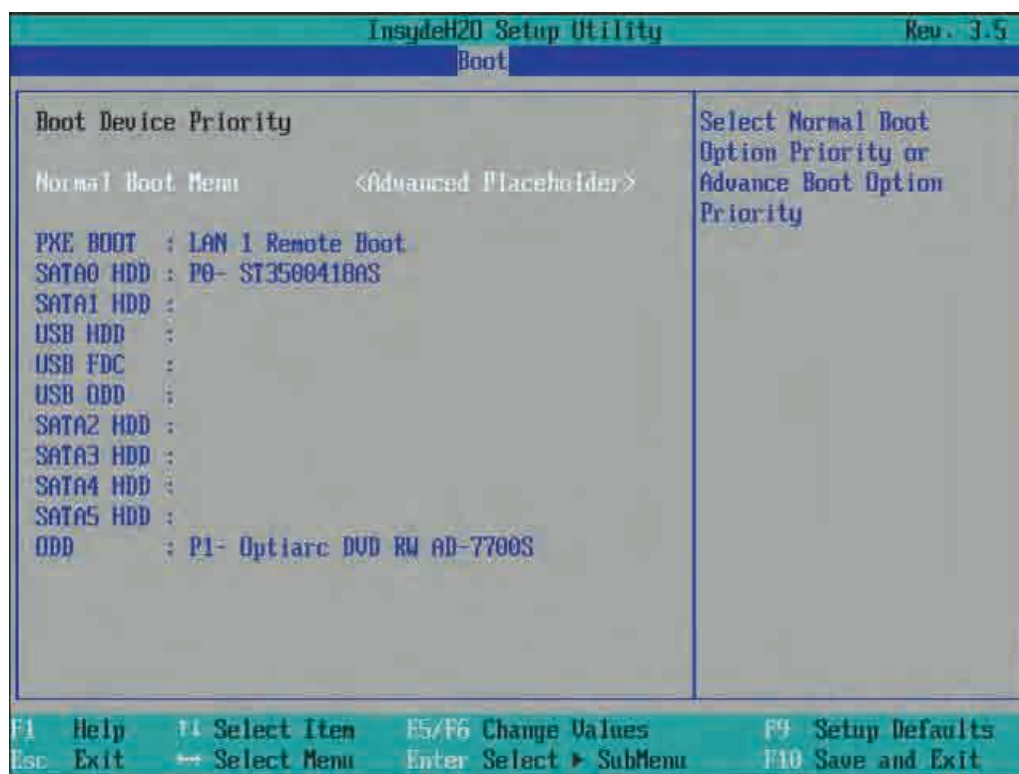 InsydeH2O Setup Utility Rev. 3.5
Boot
Boot Device Priority
Normal Boot Menu <Advanced Placeholder>
PXE BOOT : LAN 1 Remote Boot
SATA0 HDD : P0- ST3500418AS
SATA1 HDD :
USB HDD :
USB FDC :
USB ODD :
SATA2 HDD :
SATA3 HDD :
SATA4 HDD :
SATA5 HDD :
ODD : P1- Optiarc DVD RW AD-7700S
Select Normal Boot
Option Priority or
Advance Boot Option
Priority
F1 Help ↑↓ Select Item F5/F6 Change Values F9 Setup Defaults
Esc Exit ↔ Select Menu Enter Select ▶ SubMenu F10 Save and Exit